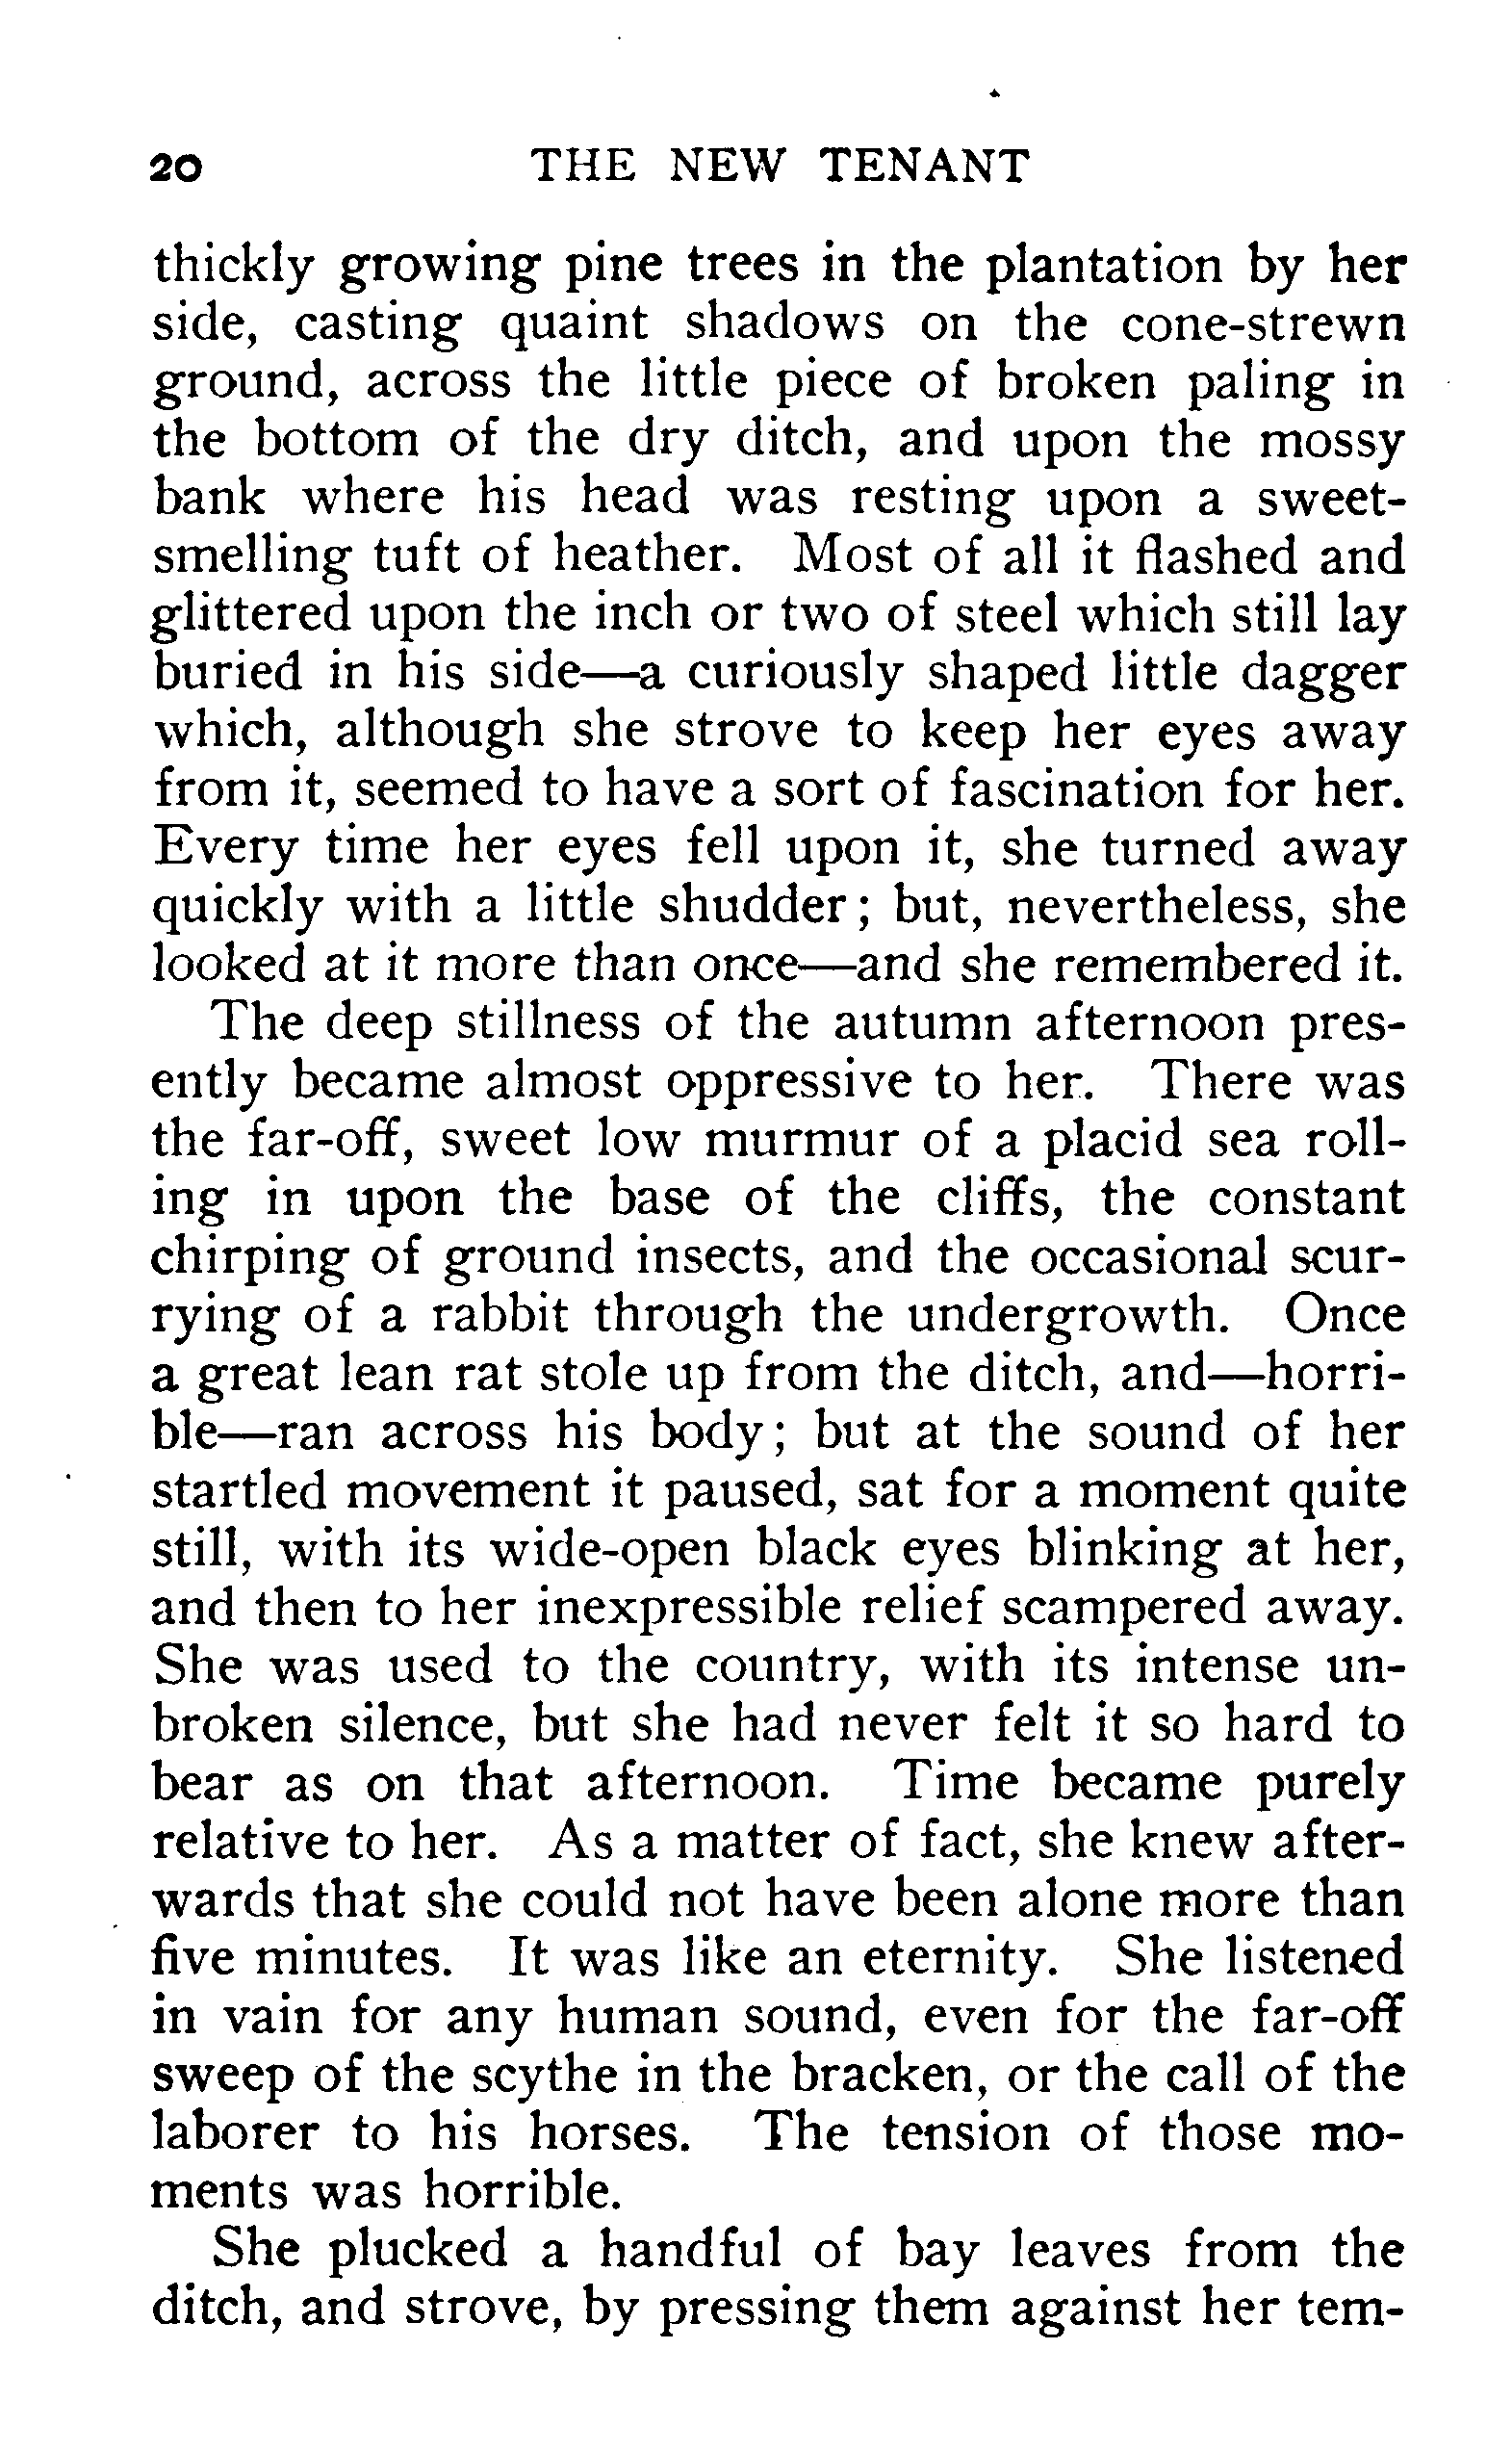 20 THE NEW TENANT
thickly growing pine trees in the plantation by her
side, casting quaint shadows on the cone-strewn
ground, across the little piece of broken paling in
the bottom of the dry ditch, and upon the mossy
bank where his head was resting upon a sweet-
smelling tuft of heather. Most of all it flashed and
glittered upon the inch or two of steel which still lay
buried in his side—a curiously shaped little dagger
which, although she strove to keep her eyes away
from it, seemed to have a sort of fascination for her.
Every time her eyes fell upon it, she turned away
quickly with a little shudder; but, nevertheless, she
looked at it more than once—and she remembered it.
The deep stillness of the autumn afternoon pres-
ently became almost oppressive to her. There was
the far-off, sweet low murmur of a placid sea roll-
ing in upon the base of the cliffs, the constant
chirping of ground insects, and the occasional scur-
rying of a rabbit through the undergrowth. Once
a great lean rat stole up from the ditch, and—horri-
ble—ran across his body; but at the sound of her
startled movement it paused, sat for a moment quite
still, with its wide-open black eyes blinking at her,
and then to her inexpressible relief scampered away.
She was used to the country, with its intense un-
broken silence, but she had never felt it so hard to
bear as on that afternoon. Time became purely
relative to her. As a matter of fact, she knew after-
wards that she could not have been alone more than
five minutes. It was like an eternity. She listened
in vain for any human sound, even for the far-off
sweep of the scythe in the bracken, or the call of the
laborer to his horses. The tension of those mo-
ments was horrible.
She plucked a handful of bay leaves from the
ditch, and strove, by pressing them against her tem-